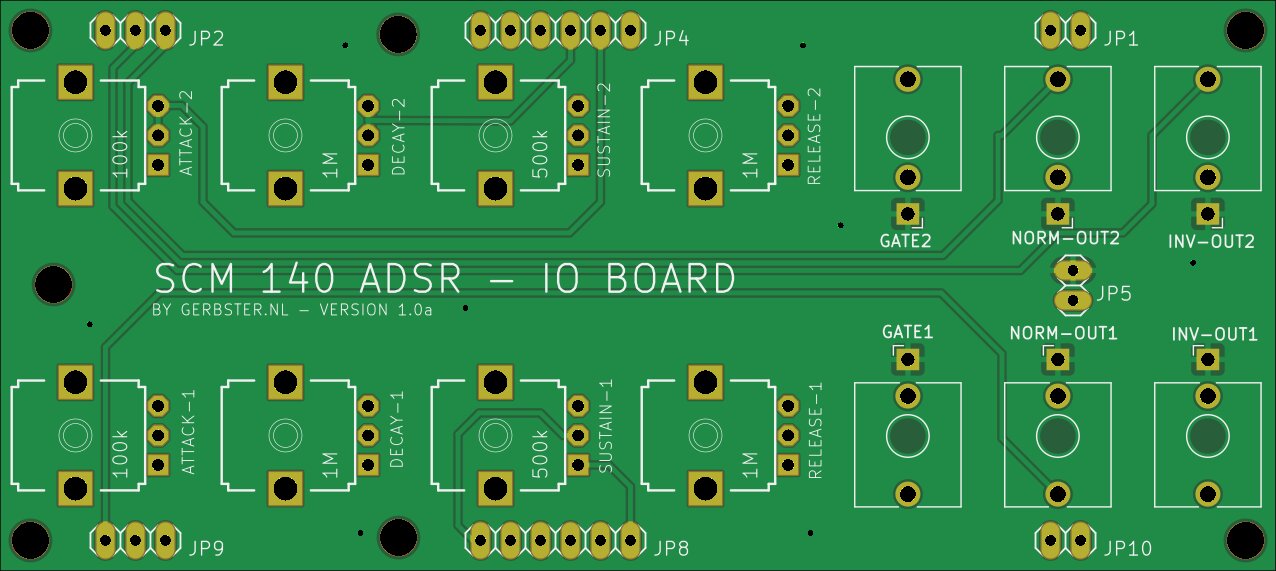 JP2
JP4
JP1
100k
ATTACK_2
1M
DECAY-2
500k
SUSTAIN-2
1M
RELEASE-2
GATE2
NORM-OUT2
INV-OUT2
SCM 140 ADSR - IO BOARD
BY GERBSTER.NL - VERSION 1.0a
JP5
GATE1
NORM-OUT1
INV-OUT1
100k
ATTACK-1
1M
DECAY-1
500k
SUSTAIN-1
1M
RELEASE-1
JP9
JP8
JP10